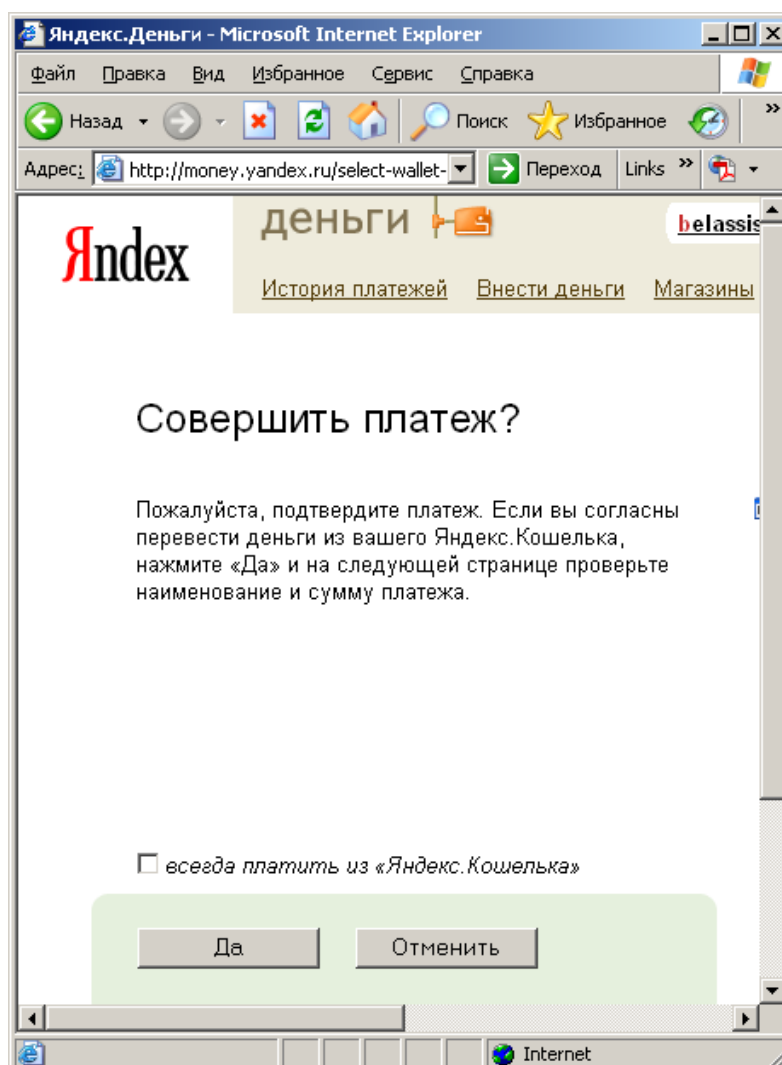 Яндекс.Деньги - Microsoft Internet Explorer
Файл Правка Вид Избранное Сервис Справка
Назад Поиск Избранное »
Адрес: http://money.yandex.ru/select-wallet- Переход Links »
Яndex деньги belassis
История платежей Внести деньги Магазины
Совершить платеж?
Пожалуйста, подтвердите платеж. Если вы согласны
перевести деньги из вашего Яндекс.Кошелька,
нажмите «Да» и на следующей странице проверьте
наименование и сумму платежа.
всегда платить из «Яндекс.Кошелька»
Да Отменить
Internet